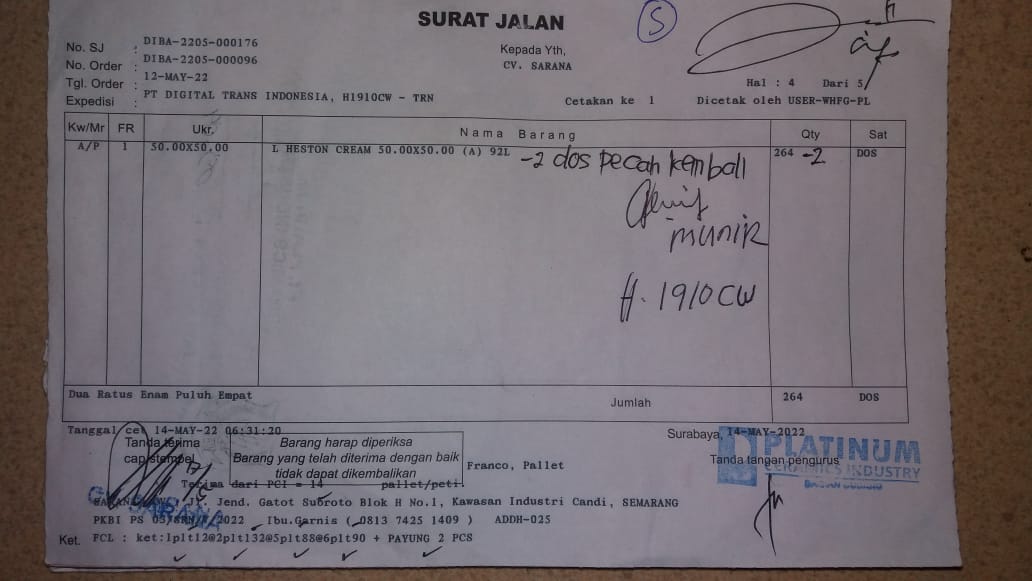 SURAT JALAN
S
No. SJ : DIBA-2205-000176
No. Order : DIBA-2205-000096
Tgl. Order : 12-MAY-22
Expedisi : PT DIGITAL TRANS INDONESIA, H1910CW - TRN
Kepada Yth,
CV. SARANA
Hal : 4 Dari 5
Cetakan ke 1 Dicetak oleh USER-WHFG-PL
Kw/Mr FR Ukr. Nama Barang Qty Sat
A/P 1 50.00X50.00 L HESTON CREAM 50.00X50.00 (A) 92L 264 -2 DOS
-2 dos pecah kembali
munir
H. 1910 CW
Dua Ratus Enam Puluh Empat Jumlah 264 DOS
Tanggal cet 14-MAY-22 06:31:20
Surabaya, 14-MAY-2022
Tanda terima
cap/stempel
Barang harap diperiksa
Barang yang telah diterima dengan baik
tidak dapat dikembalikan
Franco, Pallet
Tanda tangan pengurus
PLATINUM
CERAMICS INDUSTRY
Terima dari PCI = 14 pallet/peti.
Jl. Jend. Gatot Subroto Blok H No.1, Kawasan Industri Candi, SEMARANG
PKBI PS 2022 Ibu.Garnis ( 0813 7425 1409 ) ADDH-025
Ket. FCL : ket:1plt12@2plt132@5plt88@6plt90 + PAYUNG 2 PCS